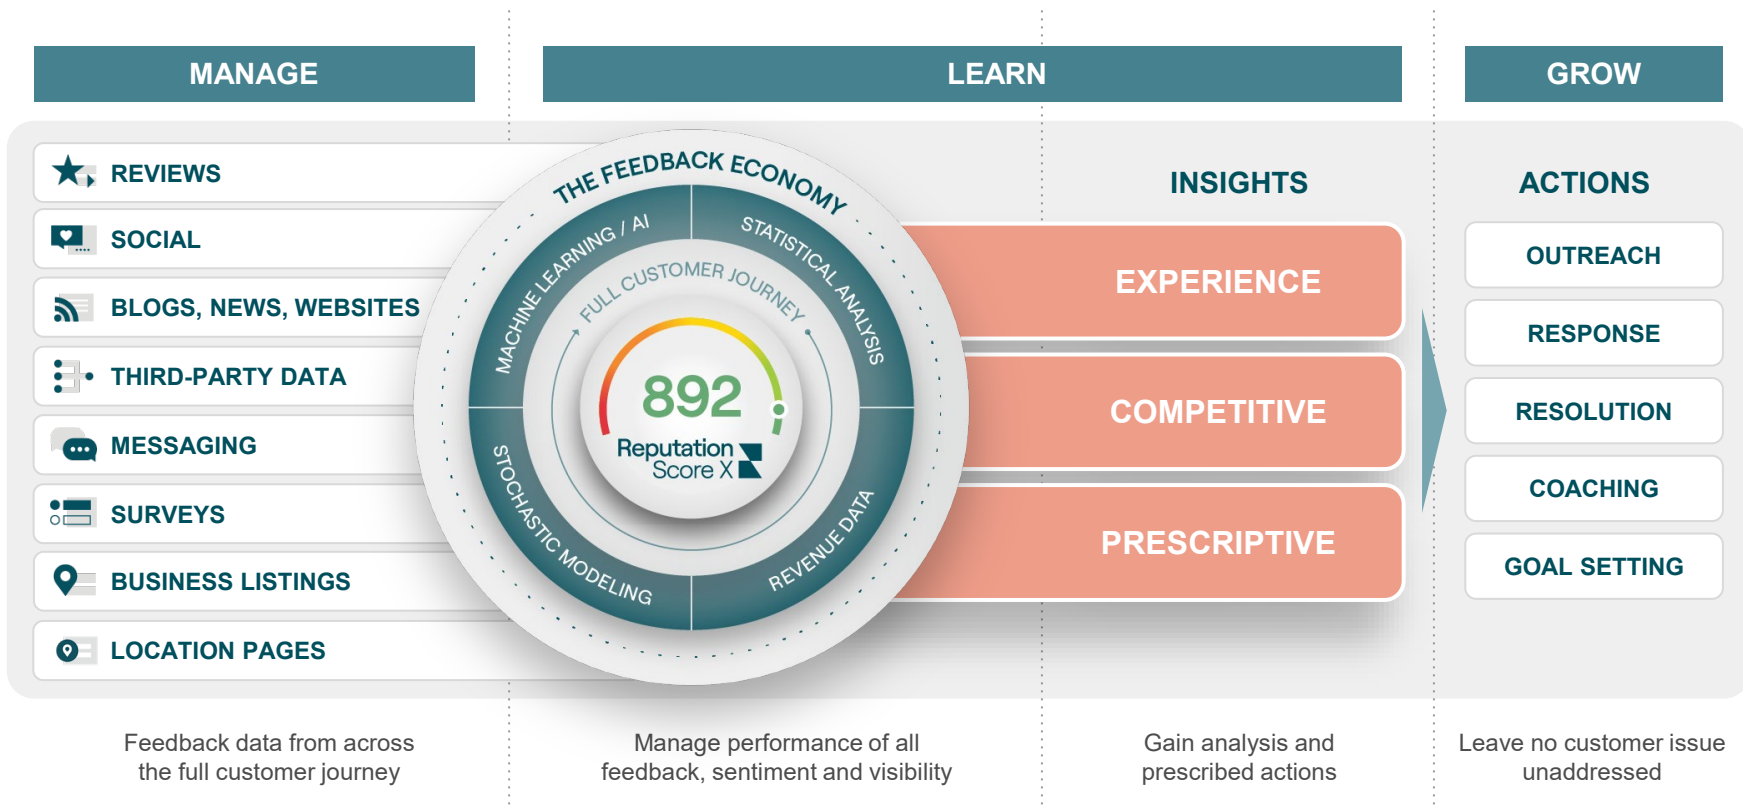 MANAGE
LEARN
GROW
REVIEWS
SOCIAL
BLOGS, NEWS, WEBSITES
THIRD-PARTY DATA
MESSAGING
SURVEYS
BUSINESS LISTINGS
LOCATION PAGES
THE FEEDBACK ECONOMY
MACHINE LEARNING / AI
STATISTICAL ANALYSIS
STOCHASTIC MODELING
REVENUE DATA
FULL CUSTOMER JOURNEY
892
Reputation
Score X
INSIGHTS
EXPERIENCE
COMPETITIVE
PRESCRIPTIVE
ACTIONS
OUTREACH
RESPONSE
RESOLUTION
COACHING
GOAL SETTING
Feedback data from across
the full customer journey
Manage performance of all
feedback, sentiment and visibility
Gain analysis and
prescribed actions
Leave no customer issue
unaddressed